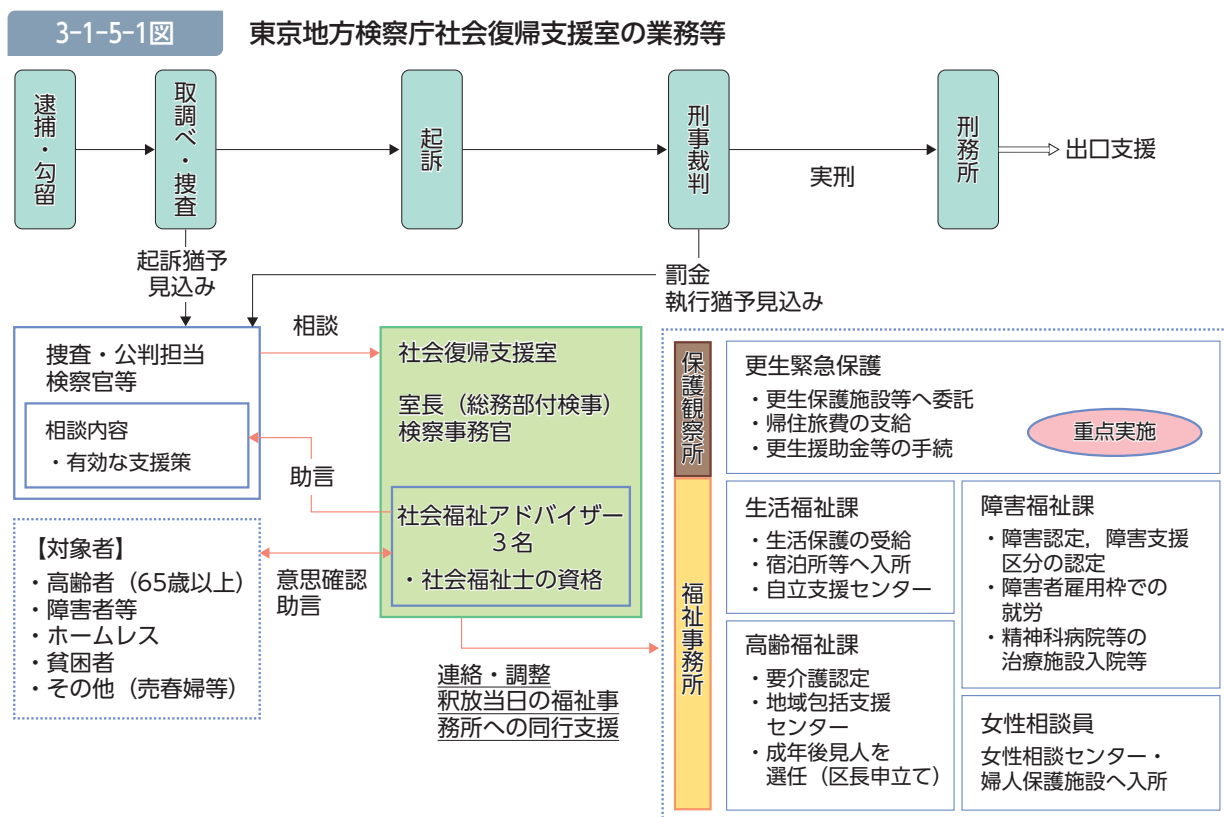 3-1-5-1図
東京地方検察庁社会復帰支援室の業務等
逮捕・勾留
取調べ・捜査
起訴
刑事裁判
実刑
刑務所
出口支援
起訴猶予
見込み
罰金
執行猶予見込み
捜査・公判担当
検察官等
相談内容
・有効な支援策
相談
助言
社会復帰支援室
室長（総務部付検事）
検察事務官
社会福祉アドバイザー
３名
・社会福祉士の資格
【対象者】
・高齢者（65歳以上）
・障害者等
・ホームレス
・貧困者
・その他（売春婦等）
意思確認
助言
連絡・調整
釈放当日の福祉事
務所への同行支援
保護観察所
更生緊急保護
・更生保護施設等へ委託
・帰住旅費の支給
・更生援助金等の手続
重点実施
福祉事務所
生活福祉課
・生活保護の受給
・宿泊所等へ入所
・自立支援センター
高齢福祉課
・要介護認定
・地域包括支援
センター
・成年後見人を
選任（区長申立て）
障害福祉課
・障害認定，障害支援
区分の認定
・障害者雇用枠での
就労
・精神科病院等の
治療施設入院等
女性相談員
女性相談センター・
婦人保護施設へ入所